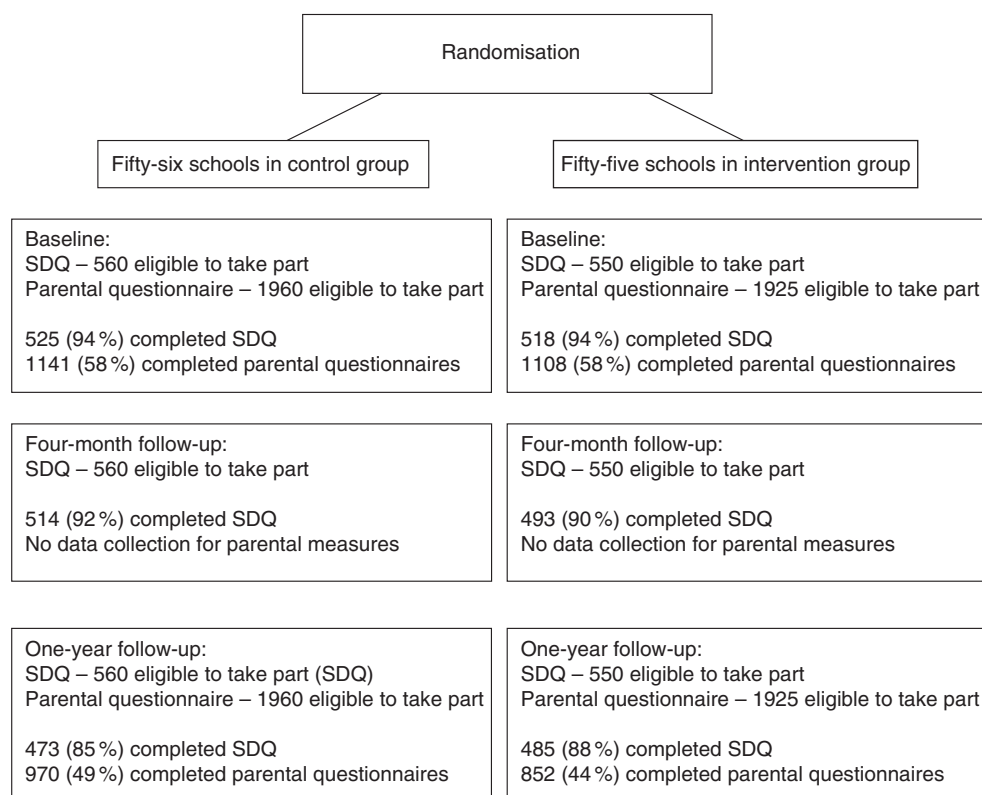 Randomisation
Fifty-six schools in control group
Fifty-five schools in intervention group
Baseline:
SDQ – 560 eligible to take part
Parental questionnaire – 1960 eligible to take part
525 (94 %) completed SDQ
1141 (58 %) completed parental questionnaires
Baseline:
SDQ – 550 eligible to take part
Parental questionnaire – 1925 eligible to take part
518 (94 %) completed SDQ
1108 (58 %) completed parental questionnaires
Four-month follow-up:
SDQ – 560 eligible to take part
514 (92 %) completed SDQ
No data collection for parental measures
Four-month follow-up:
SDQ – 550 eligible to take part
493 (90 %) completed SDQ
No data collection for parental measures
One-year follow-up:
SDQ – 560 eligible to take part (SDQ)
Parental questionnaire – 1960 eligible to take part
473 (85 %) completed SDQ
970 (49 %) completed parental questionnaires
One-year follow-up:
SDQ – 550 eligible to take part
Parental questionnaire – 1925 eligible to take part
485 (88 %) completed SDQ
852 (44 %) completed parental questionnaires